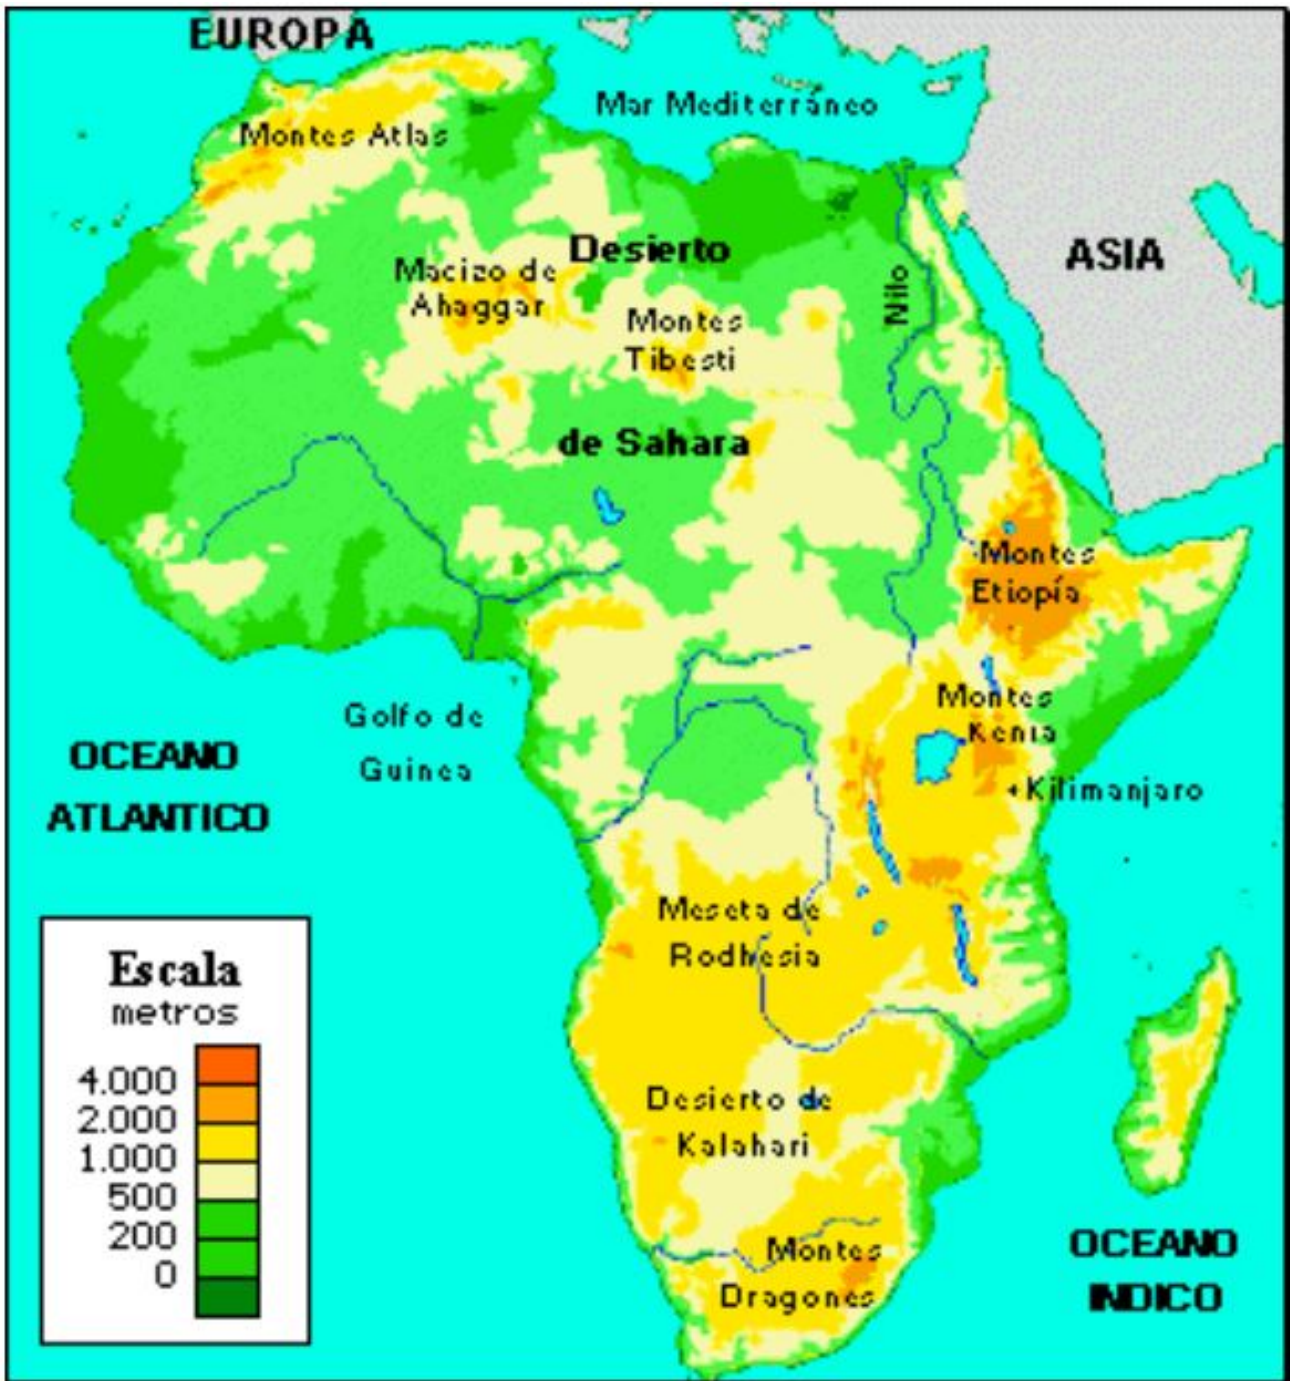 EUROPA
Mar Mediterráneo
Montes Atlas
Desierto
ASIA
Macizo de
Ahaggar
Nilo
Montes
Tibesti
de Sahara
Montes
Etiopía
Montes
Kenia
Golfo de
Guinea
OCEANO
ATLANTICO
+Kilimanjaro
Meseta de
Rodhesia
Escala
metros
4.000
2.000
1.000
500
200
0
Desierto de
Kalahari
Montes
Dragones
OCEANO
INDICO